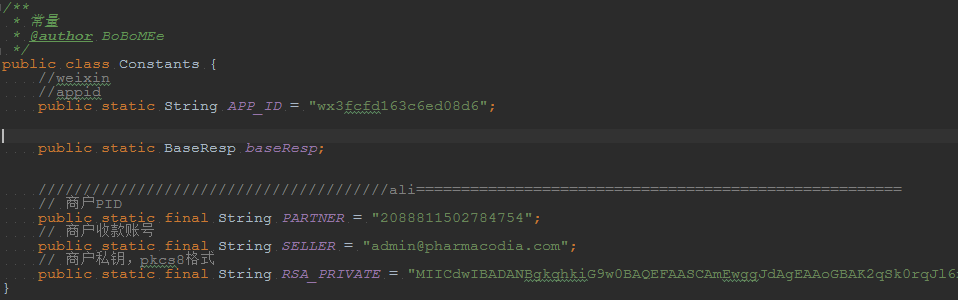 /**
* 常量
* @author BoBoMEe
*/
public class Constants {
//weixin
//appid
public static String APP_ID = "wx3fcfd163c6ed08d6";
public static BaseResp baseResp;
///////////////////////////////////////ali======================================================
// 商户PID
public static final String PARTNER = "2088811502784754";
// 商户收款账号
public static final String SELLER = "admin@pharmacodia.com";
// 商户私钥，pkcs8格式
public static final String RSA_PRIVATE = "MIICdwIBADANBgkqhkiG9w0BAQEFAASCAmEwggJdAgEAAoGBAK2qSk0rqJl6
}